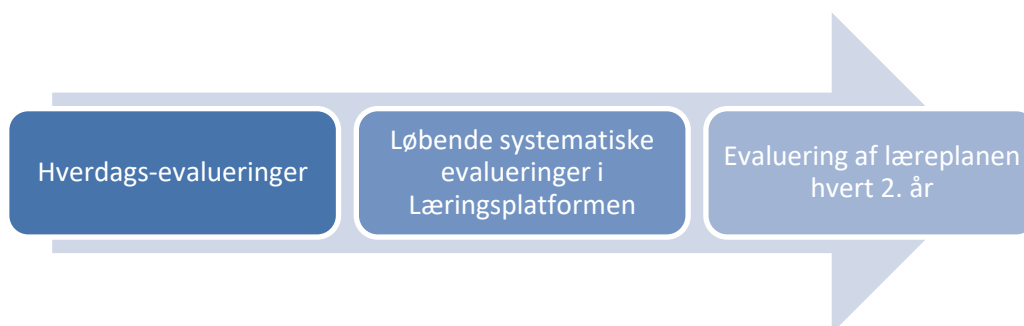 Hverdags-evalueringer
Løbende systematiske
evalueringer i
Læringsplatformen
Evaluering af læreplanen
hvert 2. år